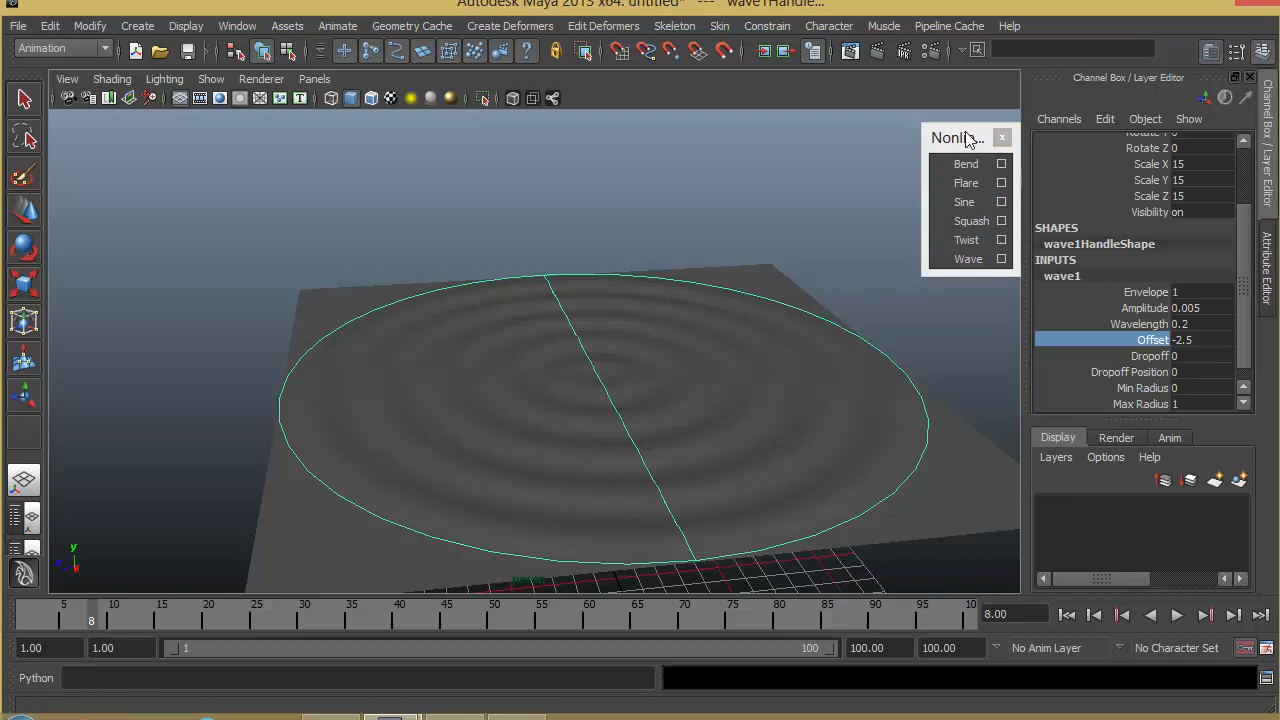 Autodesk Maya 2013 x64: untitled* --- wave1Handle...
File Edit Modify Create Display Window Assets Animate Geometry Cache Create Deformers Edit Deformers Skeleton Skin Constrain Character Muscle Pipeline Cache Help
Animation
View Shading Lighting Show Renderer Panels
Nonlin...
Bend
Flare
Sine
Squash
Twist
Wave
Channel Box / Layer Editor
Channels Edit Object Show
Rotate Y 0
Rotate Z 0
Scale X 15
Scale Y 15
Scale Z 15
Visibility on
SHAPES
wave1HandleShape
INPUTS
wave1
Envelope 1
Amplitude 0.005
Wavelength 0.2
Offset -2.5
Dropoff 0
Dropoff Position 0
Min Radius 0
Max Radius 1
Display Render Anim
Layers Options Help
Channel Box / Layer Editor
Attribute Editor
y
z x
persp
5 8 10 15 20 25 30 35 40 45 50 55 60 65 70 75 80 85 90 95 10
8.00
1.00 1.00 1 100 100.00 100.00 No Anim Layer No Character Set
Python